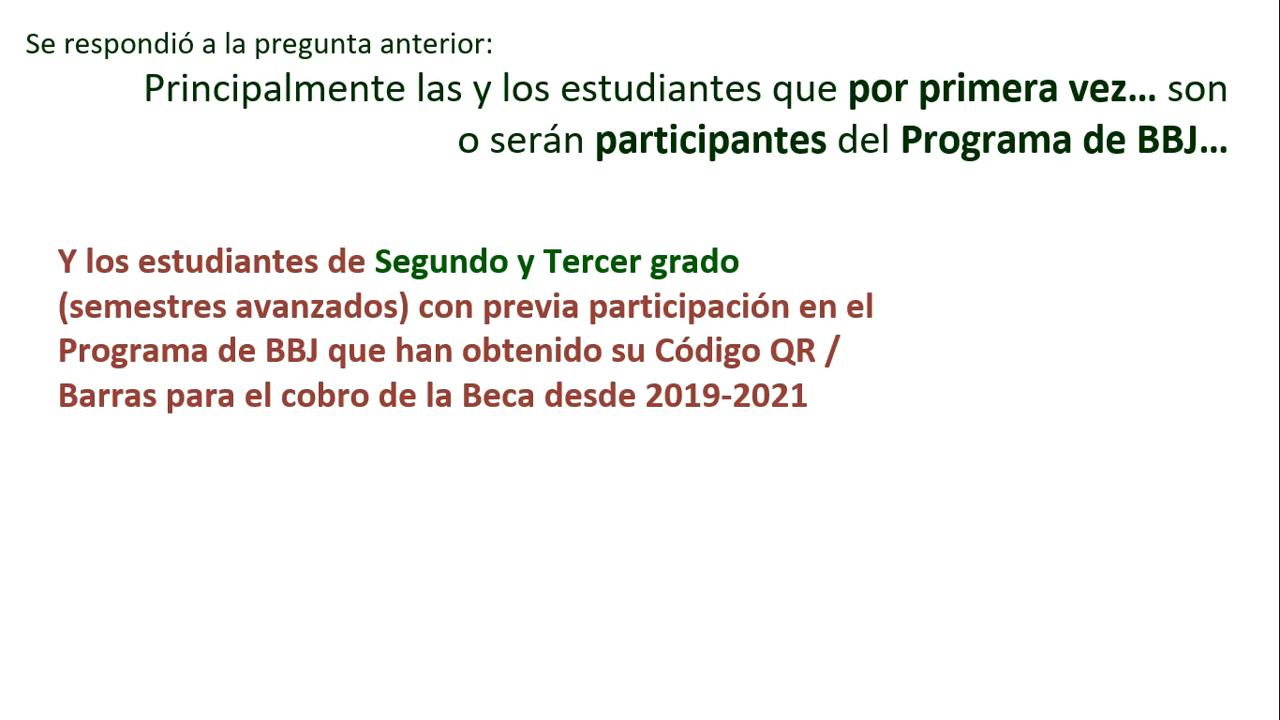 Se respondió a la pregunta anterior:
Principalmente las y los estudiantes que por primera vez... son
o serán participantes del Programa de BBJ...
Y los estudiantes de Segundo y Tercer grado
(semestres avanzados) con previa participación en el
Programa de BBJ que han obtenido su Código QR /
Barras para el cobro de la Beca desde 2019-2021